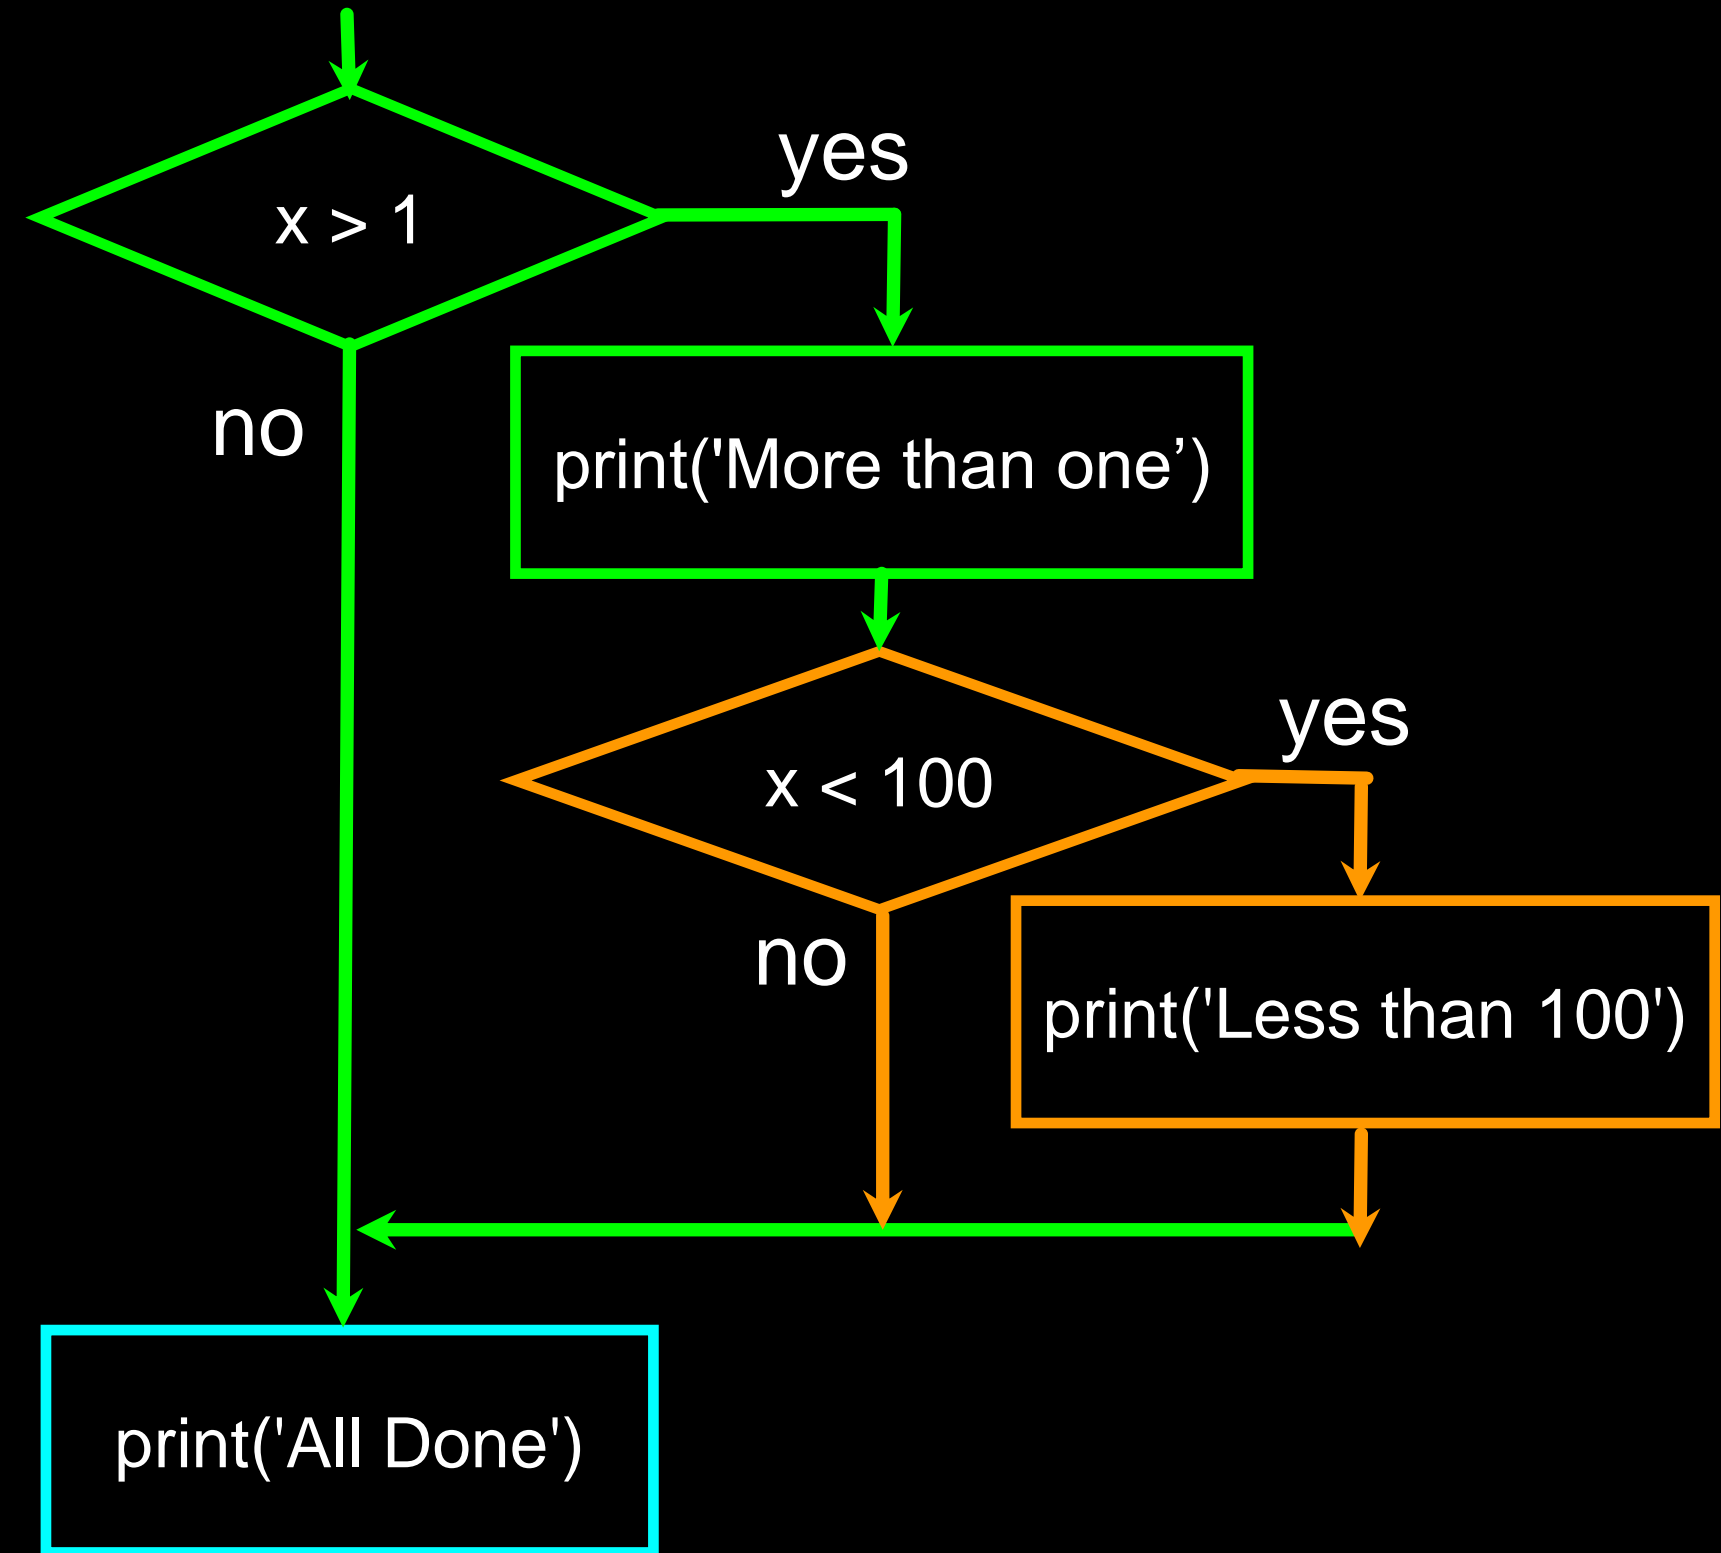 yes
x > 1
no
print('More than one’)
yes
x < 100
no
print('Less than 100')
print('All Done')